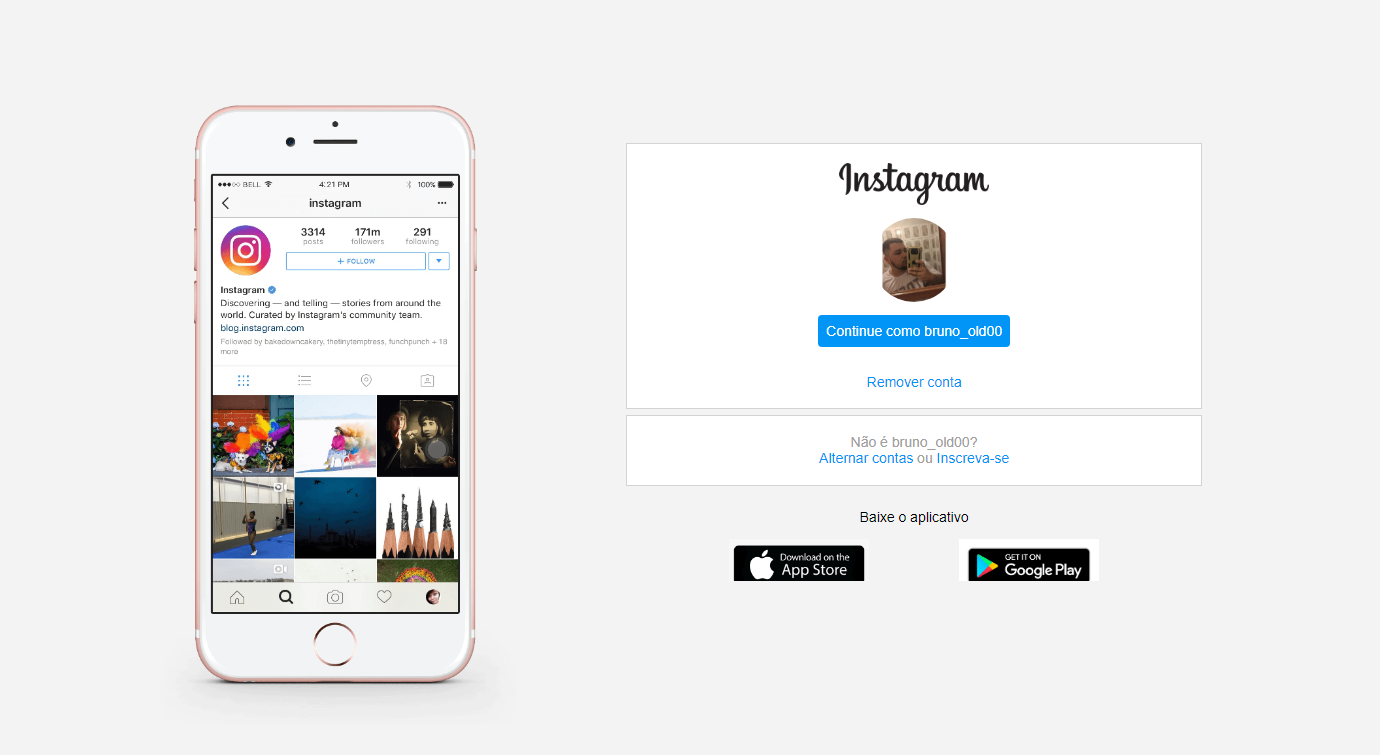 BELL
4:21 PM
100%
instagram
3314
171m
291
posts
followers
following
+ FOLLOW
Instagram
Discovering — and telling — stories from around the
world. Curated by Instagram's community team.
blog.instagram.com
Followed by bakedowncakery, thetinytemptress, funchpunch + 18
more
Instagram
Continue como bruno_old00
Remover conta
Não é bruno_old00?
Alternar contas ou Inscreva-se
Baixe o aplicativo
Download on the
App Store
GET IT ON
Google Play